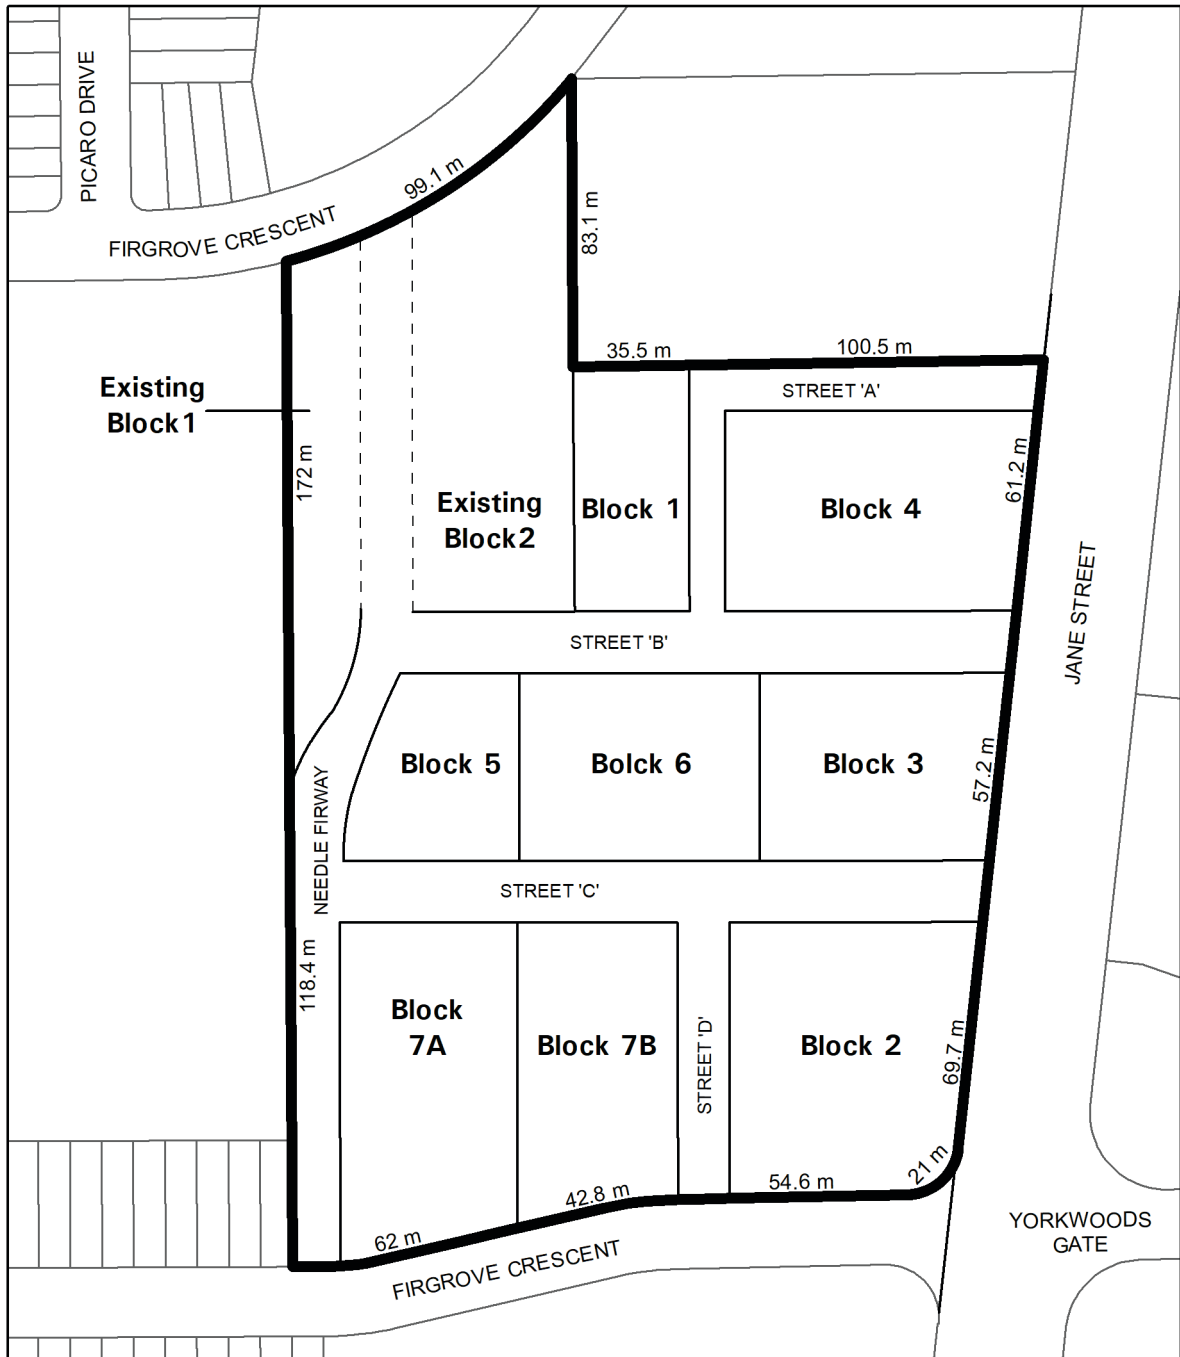 PICARO DRIVE
99.1 m
FIRGROVE CRESCENT
83.1 m
35.5 m
100.5 m
Existing
Block1
STREET 'A'
172 m
61.2 m
Existing
Block2
Block 1
Block 4
JANE STREET
STREET 'B'
Block 5
Bolck 6
Block 3
57.2 m
NEEDLE FIRWAY
STREET 'C'
118.4 m
Block
7A
Block 7B
STREET 'D'
Block 2
69.7 m
21 m
54.6 m
42.8 m
62 m
FIRGROVE CRESCENT
YORKWOODS
GATE